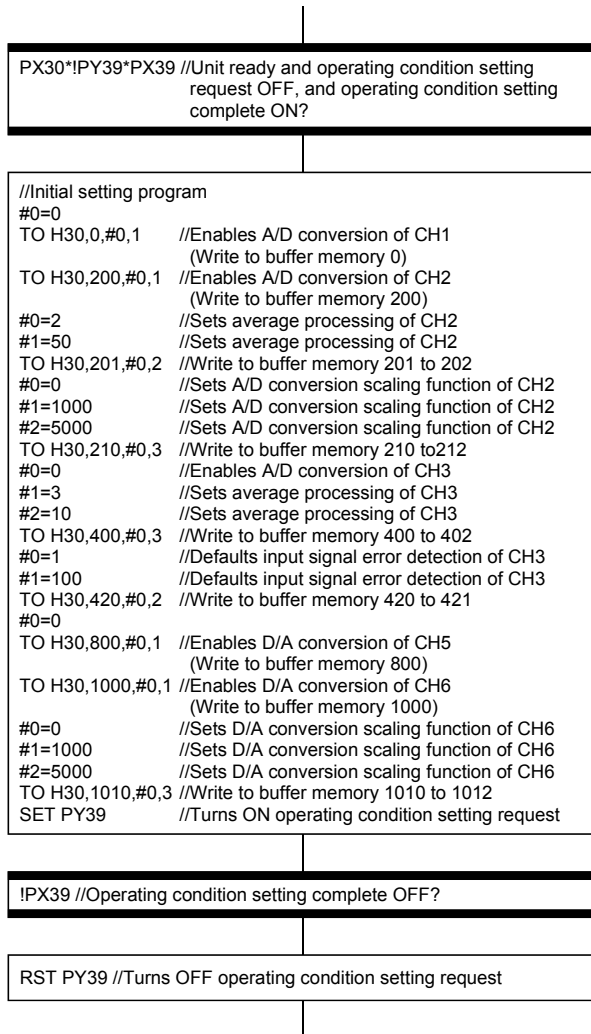 PX30*!PY39*PX39 //Unit ready and operating condition setting
request OFF, and operating condition setting
complete ON?
//Initial setting program
#0=0
TO H30,0,#0,1 //Enables A/D conversion of CH1
(Write to buffer memory 0)
TO H30,200,#0,1 //Enables A/D conversion of CH2
(Write to buffer memory 200)
#0=2 //Sets average processing of CH2
#1=50 //Sets average processing of CH2
TO H30,201,#0,2 //Write to buffer memory 201 to 202
#0=0 //Sets A/D conversion scaling function of CH2
#1=1000 //Sets A/D conversion scaling function of CH2
#2=5000 //Sets A/D conversion scaling function of CH2
TO H30,210,#0,3 //Write to buffer memory 210 to212
#0=0 //Enables A/D conversion of CH3
#1=3 //Sets average processing of CH3
#2=10 //Sets average processing of CH3
TO H30,400,#0,3 //Write to buffer memory 400 to 402
#0=1 //Defaults input signal error detection of CH3
#1=100 //Defaults input signal error detection of CH3
TO H30,420,#0,2 //Write to buffer memory 420 to 421
#0=0
TO H30,800,#0,1 //Enables D/A conversion of CH5
(Write to buffer memory 800)
TO H30,1000,#0,1 //Enables D/A conversion of CH6
(Write to buffer memory 1000)
#0=0 //Sets D/A conversion scaling function of CH6
#1=1000 //Sets D/A conversion scaling function of CH6
#2=5000 //Sets D/A conversion scaling function of CH6
TO H30,1010,#0,3 //Write to buffer memory 1010 to 1012
SET PY39 //Turns ON operating condition setting request
!PX39 //Operating condition setting complete OFF?
RST PY39 //Turns OFF operating condition setting request